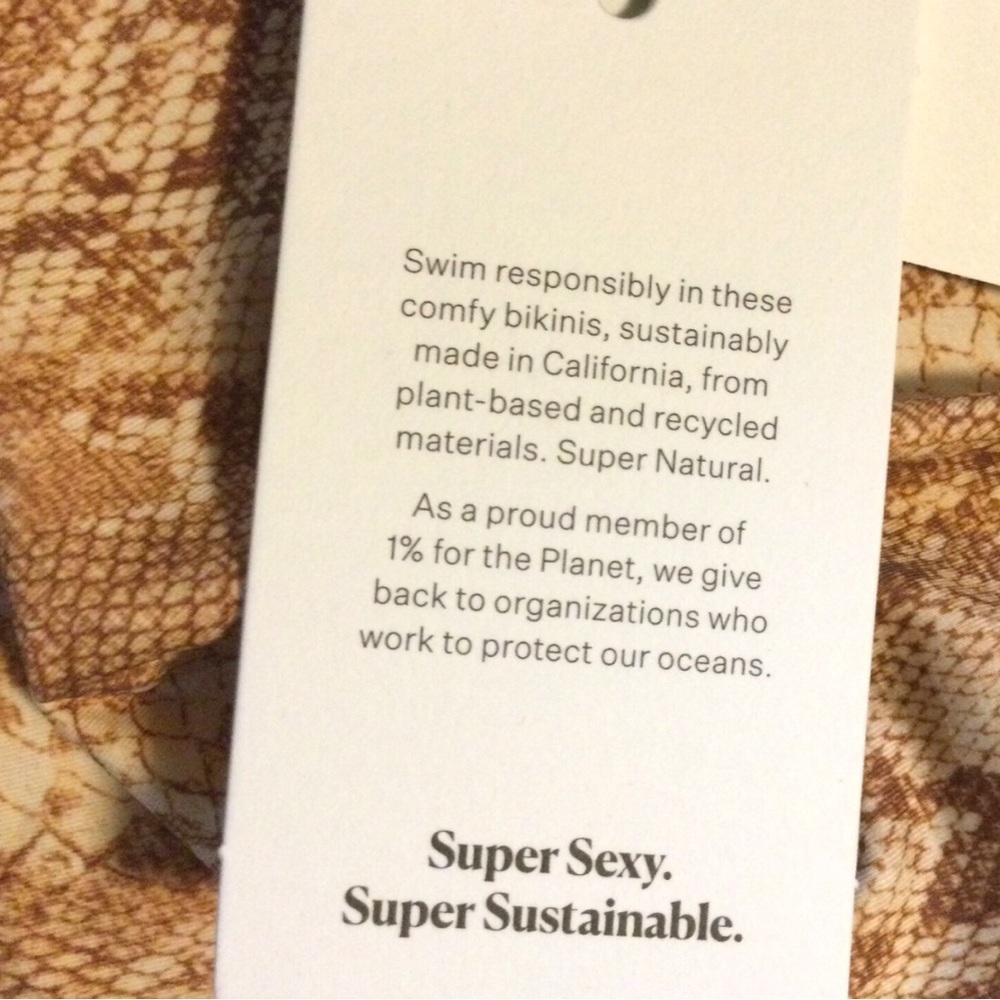 Swim responsibly in these
comfy bikinis, sustainably
made in California, from
plant-based and recycled
materials. Super Natural.
As a proud member of
1% for the Planet, we give
back to organizations who
work to protect our oceans.
Super Sexy.
Super Sustainable.